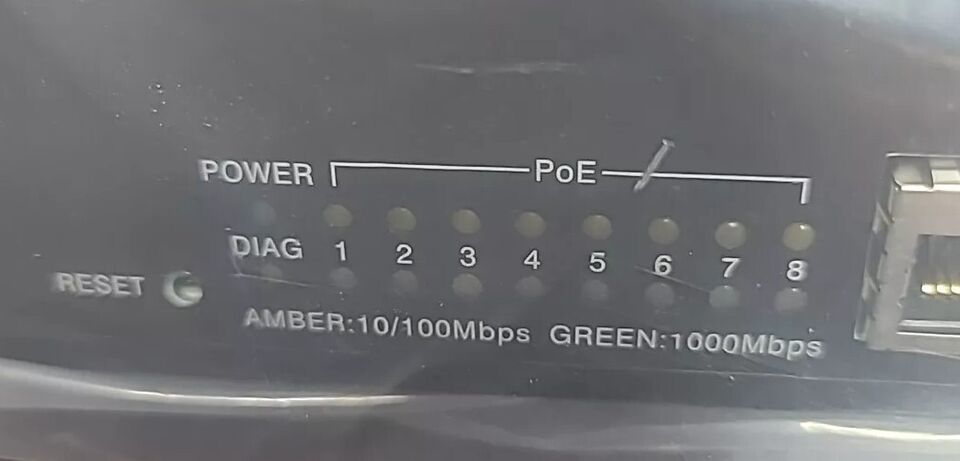 POWER PoE
DIAG 1 2 3 4 5 6 7 8
RESET
AMBER:10/100Mbps GREEN:1000Mbps